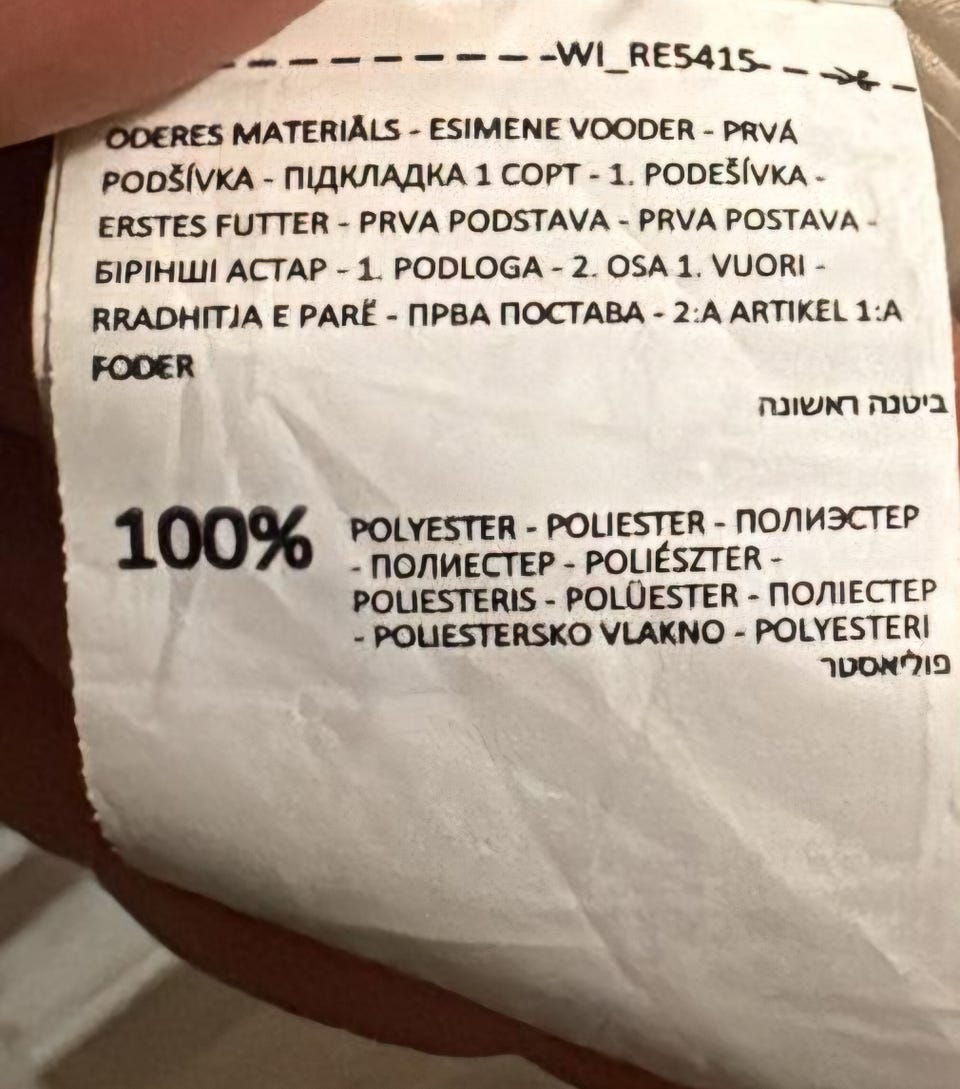 WI_RE5415
ODERES MATERIĀLS - ESIMENE VOODER - PRVÁ
PODŠÍVKA - ПІДКЛАДКА 1 СОРТ - 1. PODEŠÍVKA -
ERSTES FUTTER - PRVA PODSTAVA - PRVA POSTAVA -
БІРІНШІ АСТАР - 1. PODLOGA - 2. OSA 1. VUORI -
RRADHITJA E PARË - ПРВА ПОСТАВА - 2:A ARTIKEL 1:A
FODER
ביטנה ראשונה
100% POLYESTER - POLIESTER - ПОЛИЭСТЕР
- ПОЛИЕСТЕР - POLIÉSZTER -
POLIESTERIS - POLÜESTER - ПОЛІЕСТЕР
- POLIESTERSKO VLAKNO - POLYESTERI
פוליאסטר